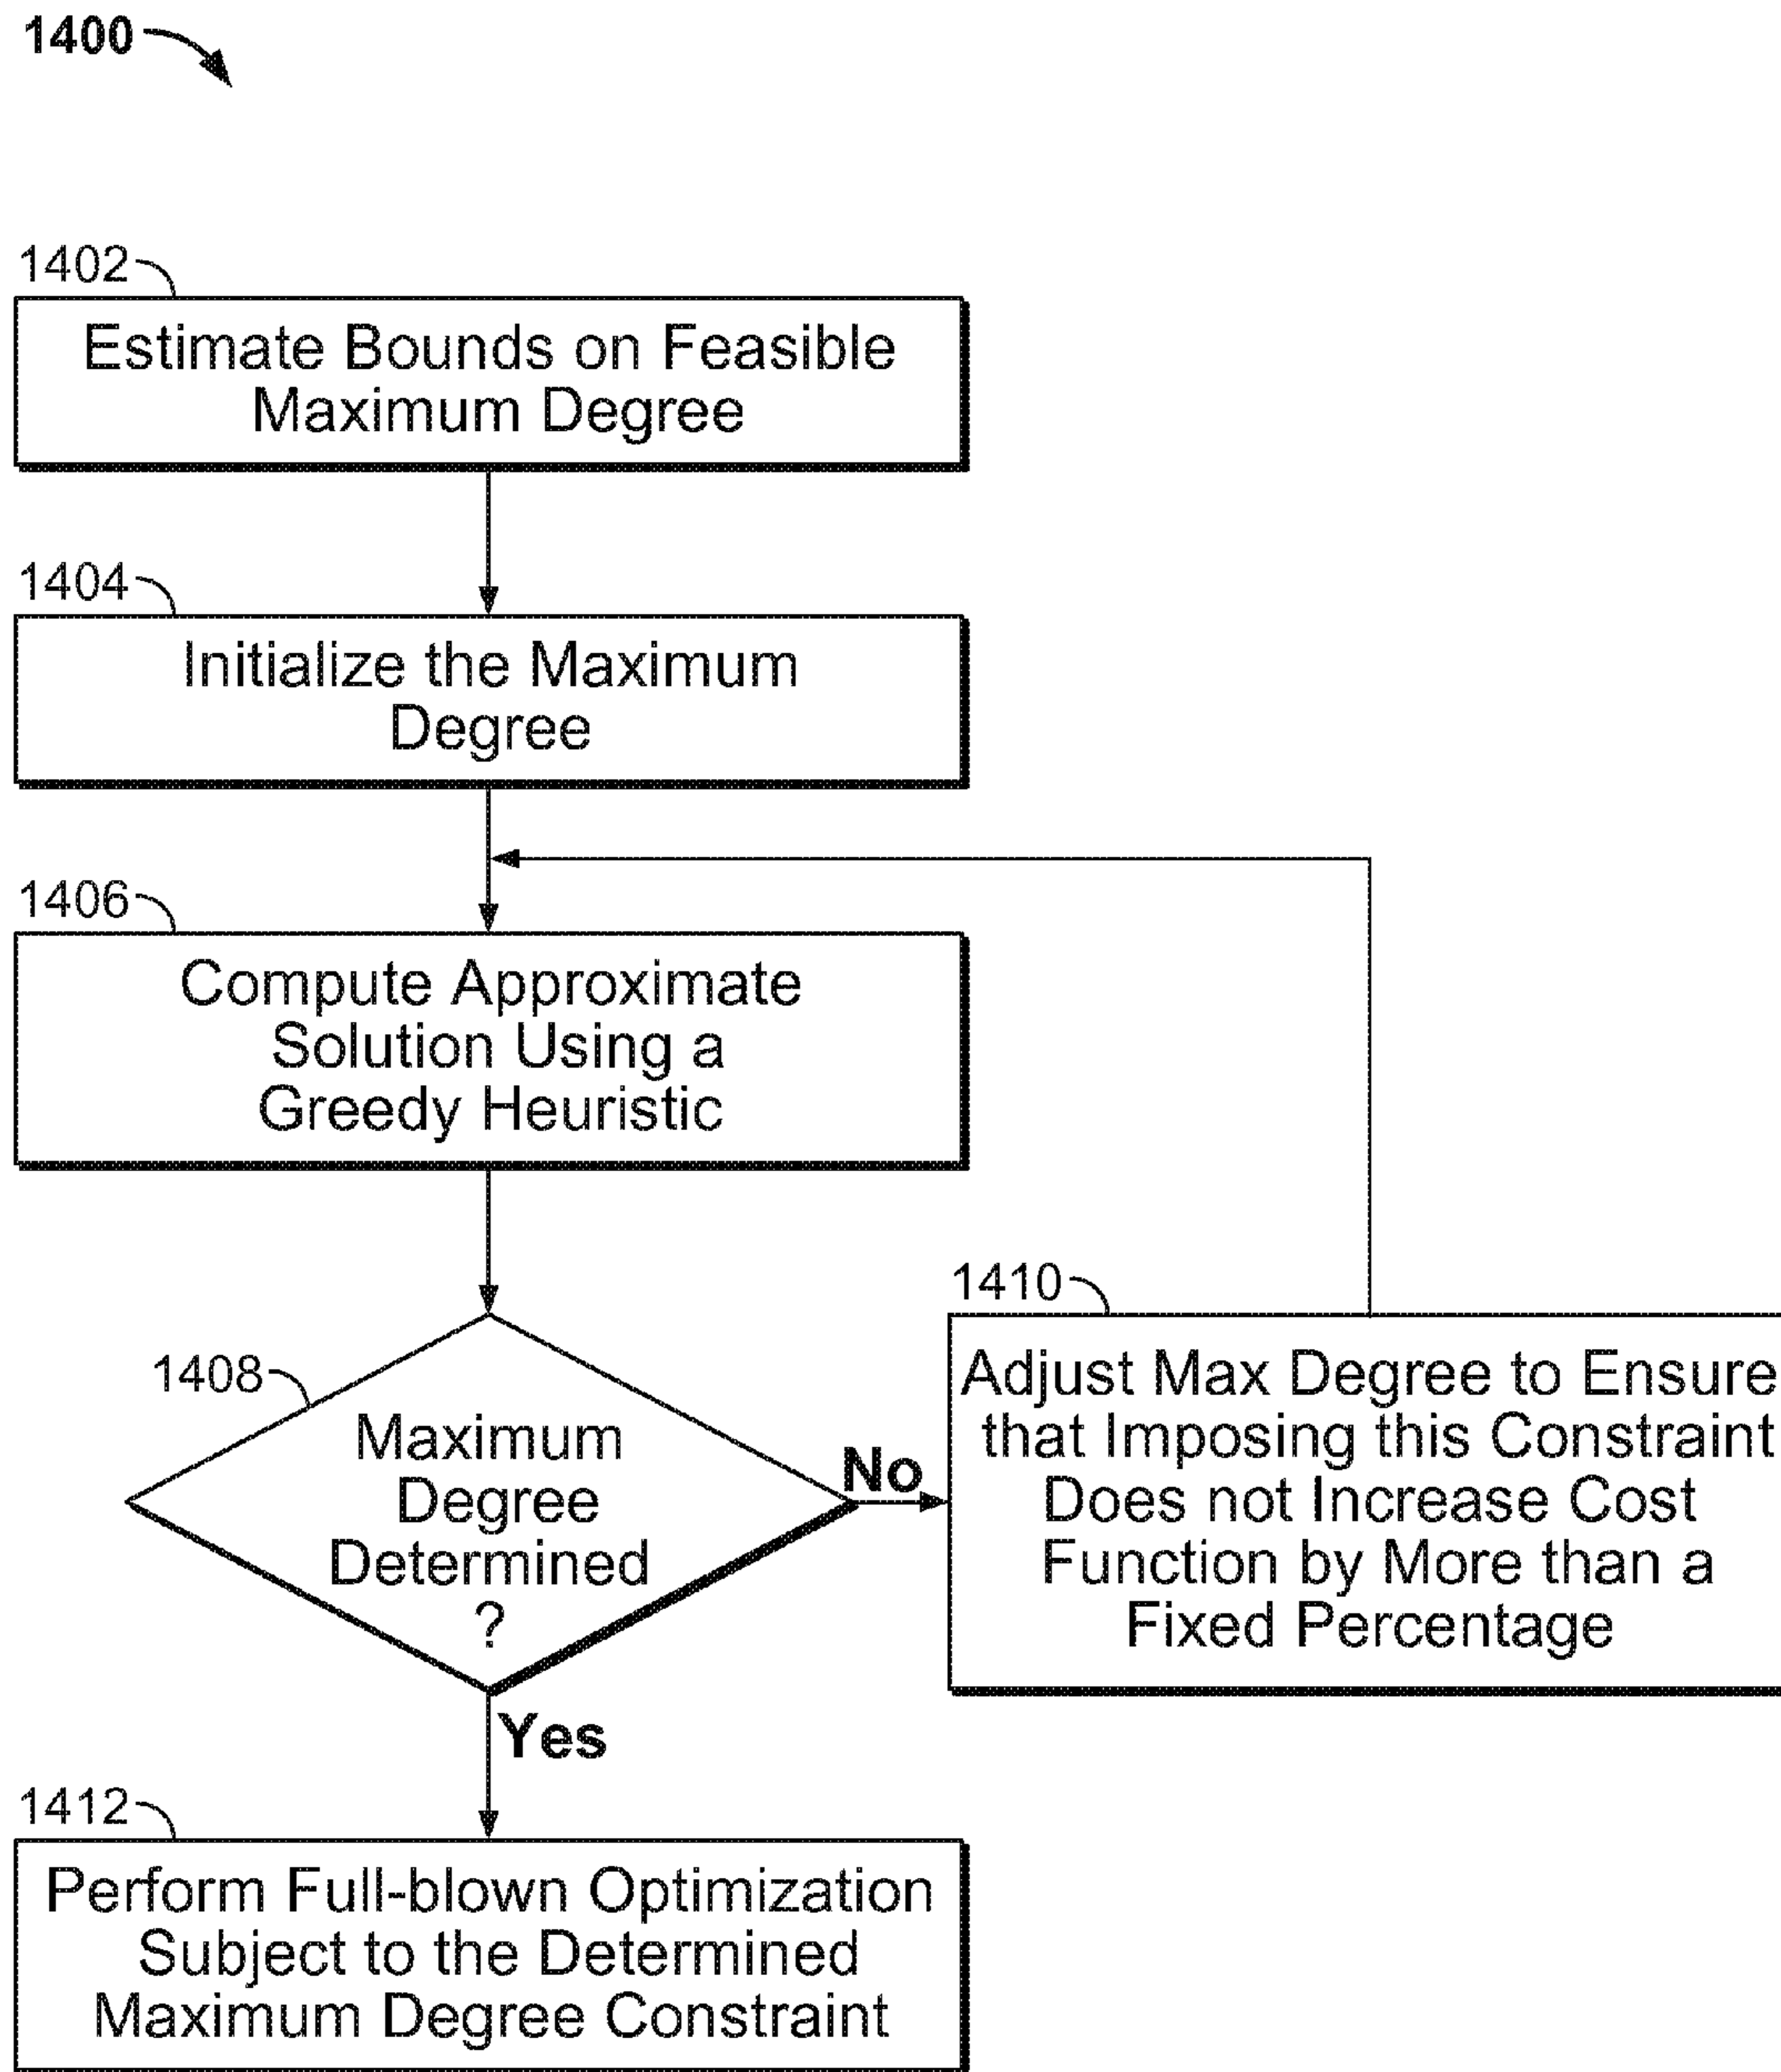 1400
1402
Estimate Bounds on Feasible
Maximum Degree
1404
Initialize the Maximum
Degree
1406
Compute Approximate
Solution Using a
Greedy Heuristic
1408
Maximum
Degree
Determined
?
No
1410
Adjust Max Degree to Ensure
that Imposing this Constraint
Does not Increase Cost
Function by More than a
Fixed Percentage
Yes
1412
Perform Full-blown Optimization
Subject to the Determined
Maximum Degree Constraint